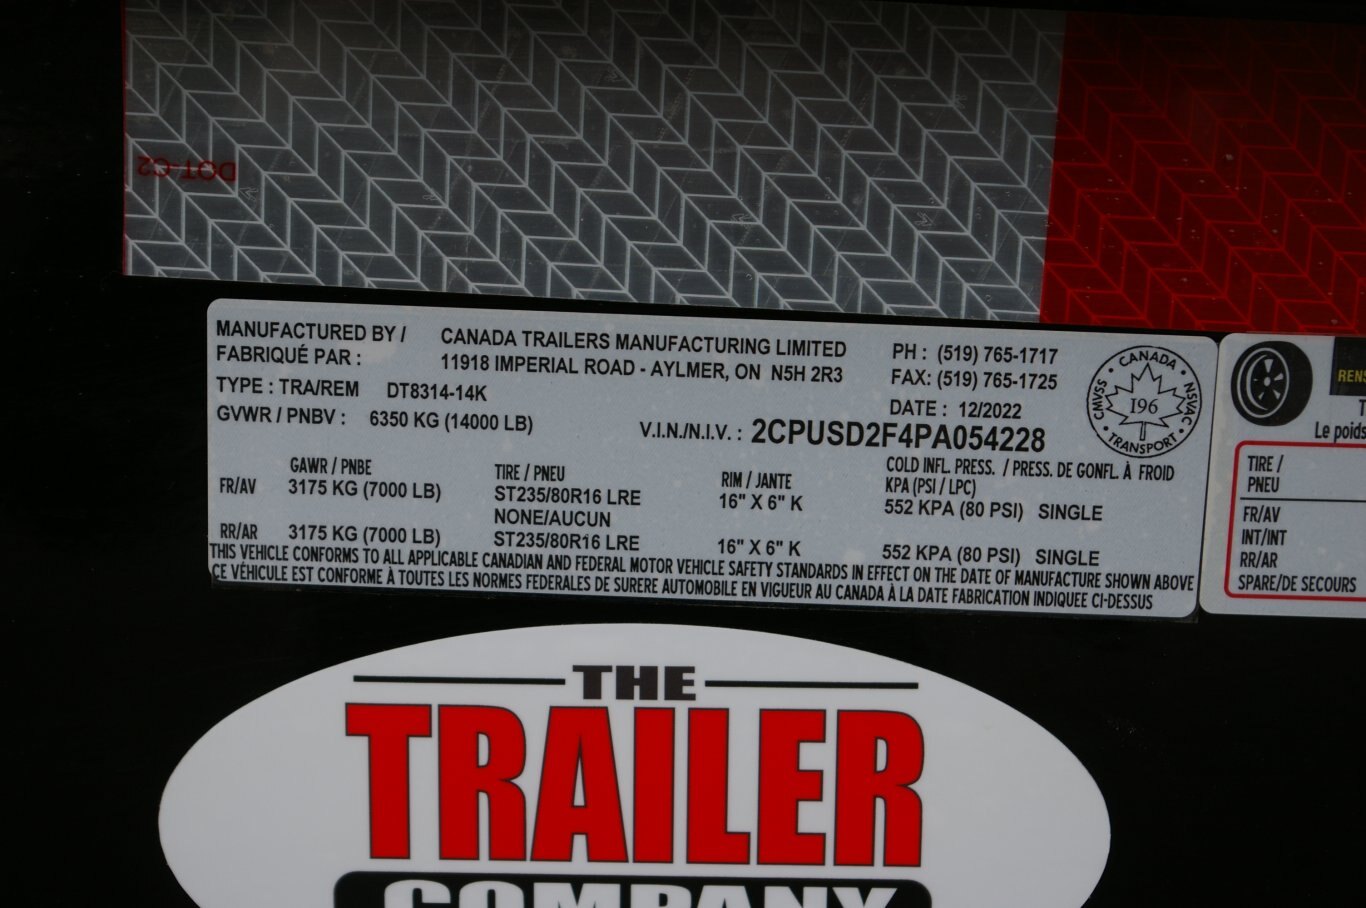 DOT-C2
MANUFACTURED BY / CANADA TRAILERS MANUFACTURING LIMITED PH : (519) 765-1717
FABRIQUÉ PAR : 11918 IMPERIAL ROAD - AYLMER, ON N5H 2R3 FAX: (519) 765-1725
TYPE : TRA/REM DT8314-14K DATE : 12/2022
GVWR / PNBV : 6350 KG (14000 LB) V.I.N./N.I.V. : 2CPUSD2F4PA054228
CANADA
CMVSS 196 NSVAC
TRANSPORT
GAWR / PNBE TIRE / PNEU RIM / JANTE COLD INFL. PRESS. / PRESS. DE GONFL. À FROID
KPA (PSI / LPC)
FR/AV 3175 KG (7000 LB) ST235/80R16 LRE 16" X 6" K 552 KPA (80 PSI) SINGLE
NONE/AUCUN
RR/AR 3175 KG (7000 LB) ST235/80R16 LRE 16" X 6" K 552 KPA (80 PSI) SINGLE
THIS VEHICLE CONFORMS TO ALL APPLICABLE CANADIAN AND FEDERAL MOTOR VEHICLE SAFETY STANDARDS IN EFFECT ON THE DATE OF MANUFACTURE SHOWN ABOVE
CE VÉHICULE EST CONFORME À TOUTES LES NORMES FEDERALES DE SURERE AUTOMOBILE EN VIGUEUR AU CANADA À LA DATE FABRICATION INDIQUEE CI-DESSUS
Le poids
TIRE /
PNEU
FR/AV
INT/INT
RR/AR
SPARE/DE SECOURS
THE
TRAILER
COMPANY